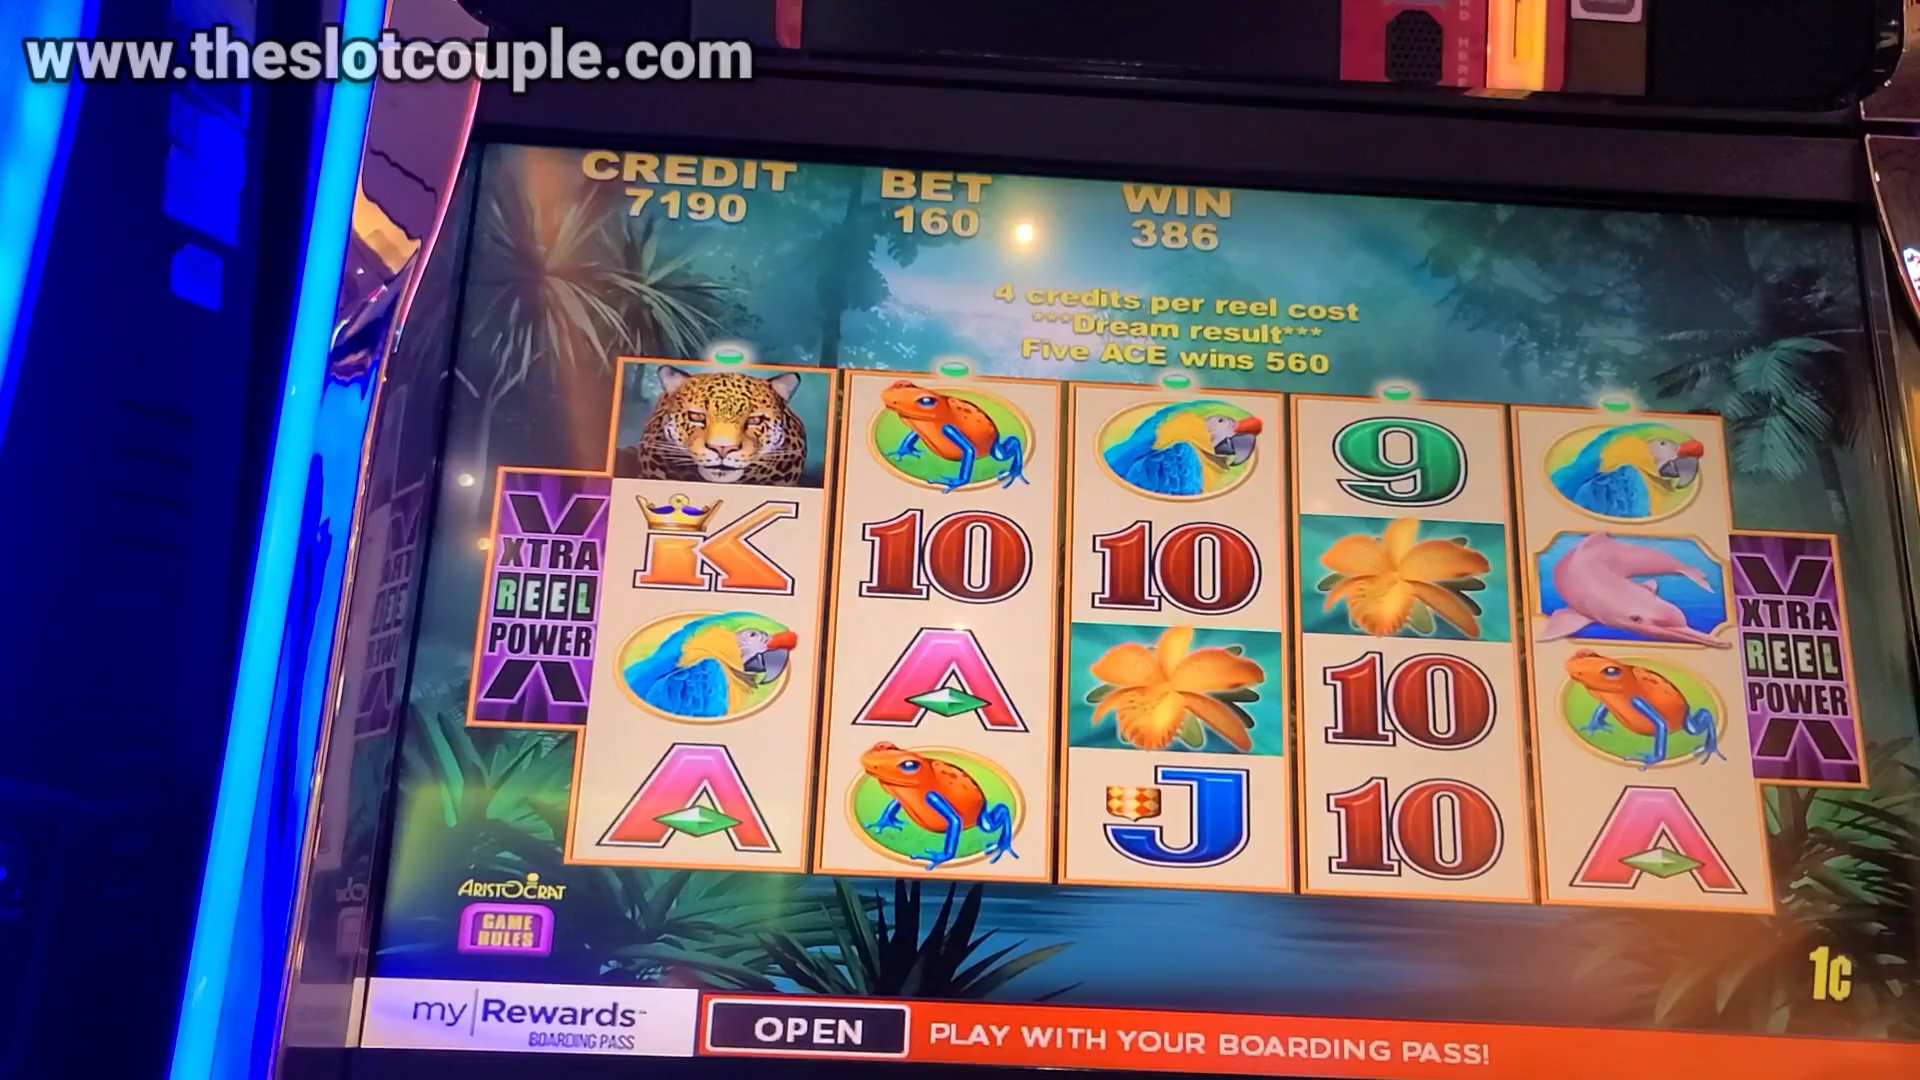 www.theslotcouple.com
CREDIT
7190
BET
160
WIN
386
4 credits per reel cost
***Dream result***
Five ACE wins 560
XTRA
REEL
POWER
K
A
10
A
10
J
9
10
10
A
XTRA
REEL
POWER
ARISTOCRAT
GAME
RULES
1¢
my|Rewards
BOARDING PASS
OPEN
PLAY WITH YOUR BOARDING PASS!